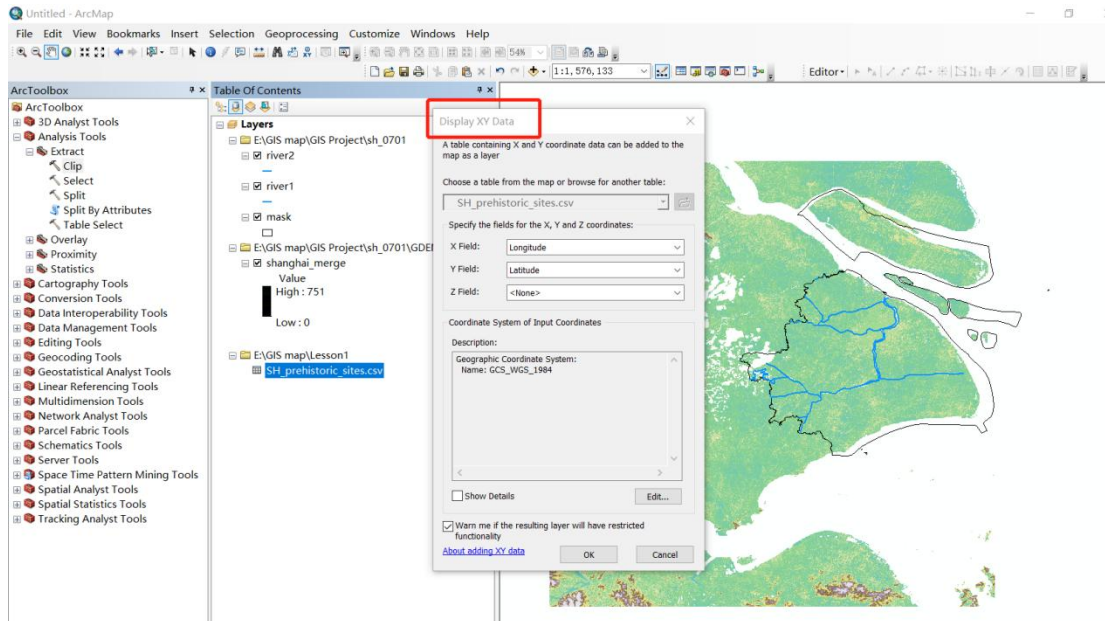 Untitled - ArcMap
File Edit View Bookmarks Insert Selection Geoprocessing Customize Windows Help
54%
1:1,576,133
Editor
ArcToolbox
ArcToolbox
3D Analyst Tools
Analysis Tools
Extract
Clip
Select
Split
Split By Attributes
Table Select
Overlay
Proximity
Statistics
Cartography Tools
Conversion Tools
Data Interoperability Tools
Data Management Tools
Editing Tools
Geocoding Tools
Geostatistical Analyst Tools
Linear Referencing Tools
Multidimension Tools
Network Analyst Tools
Parcel Fabric Tools
Schematics Tools
Server Tools
Space Time Pattern Mining Tools
Spatial Analyst Tools
Spatial Statistics Tools
Tracking Analyst Tools
Table Of Contents
Layers
E:\GIS map\GIS Project\sh_0701
river2
river1
mask
E:\GIS map\GIS Project\sh_0701\GDEM
shanghai_merge
Value
High : 751
Low : 0
E:\GIS map\Lesson1
SH_prehistoric_sites.csv
Display XY Data
A table containing X and Y coordinate data can be added to the
map as a layer
Choose a table from the map or browse for another table:
SH_prehistoric_sites.csv
Specify the fields for the X, Y and Z coordinates:
X Field: Longitude
Y Field: Latitude
Z Field: <None>
Coordinate System of Input Coordinates
Description:
Geographic Coordinate System:
Name: GCS_WGS_1984
Show Details
Edit...
Warn me if the resulting layer will have restricted
functionality
About adding XY data
OK
Cancel